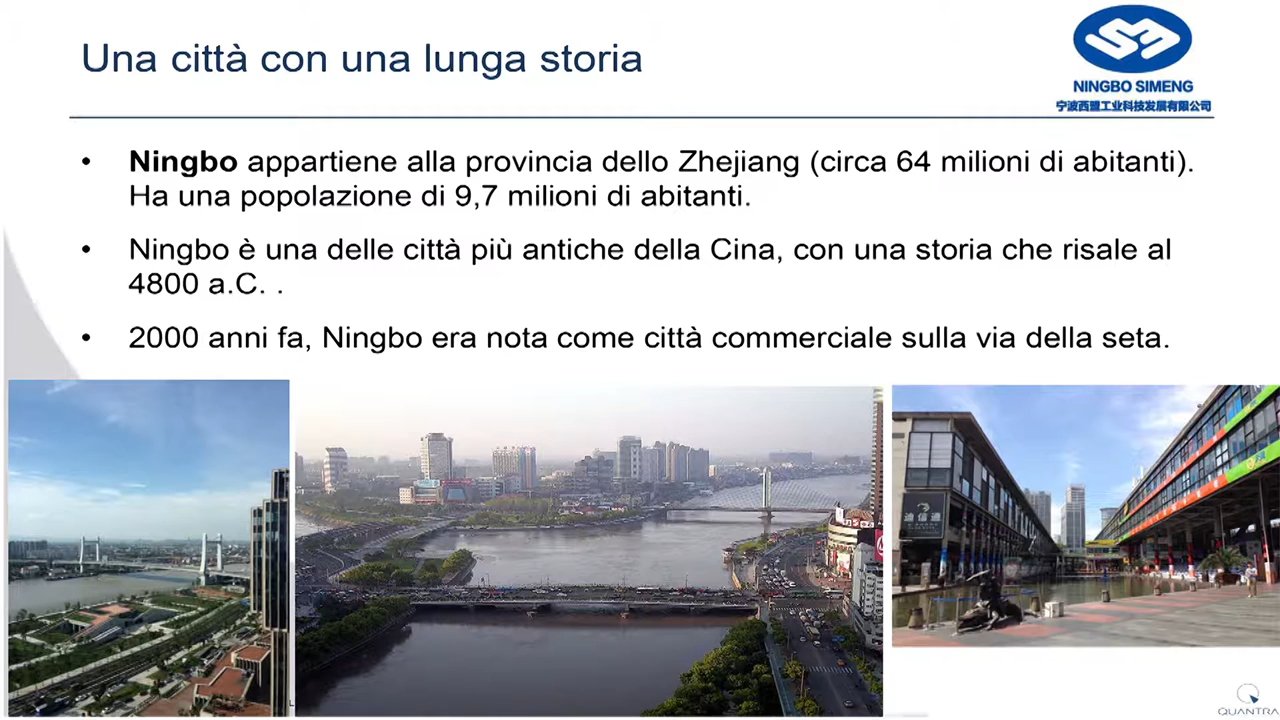 Una città con una lunga storia
NINGBO SIMENG
宁波西盟工业科技发展有限公司
• Ningbo appartiene alla provincia dello Zhejiang (circa 64 milioni di abitanti).
Ha una popolazione di 9,7 milioni di abitanti.
• Ningbo è una delle città più antiche della Cina, con una storia che risale al
4800 a.C. .
• 2000 anni fa, Ningbo era nota come città commerciale sulla via della seta.
迪信通
QUANTRA